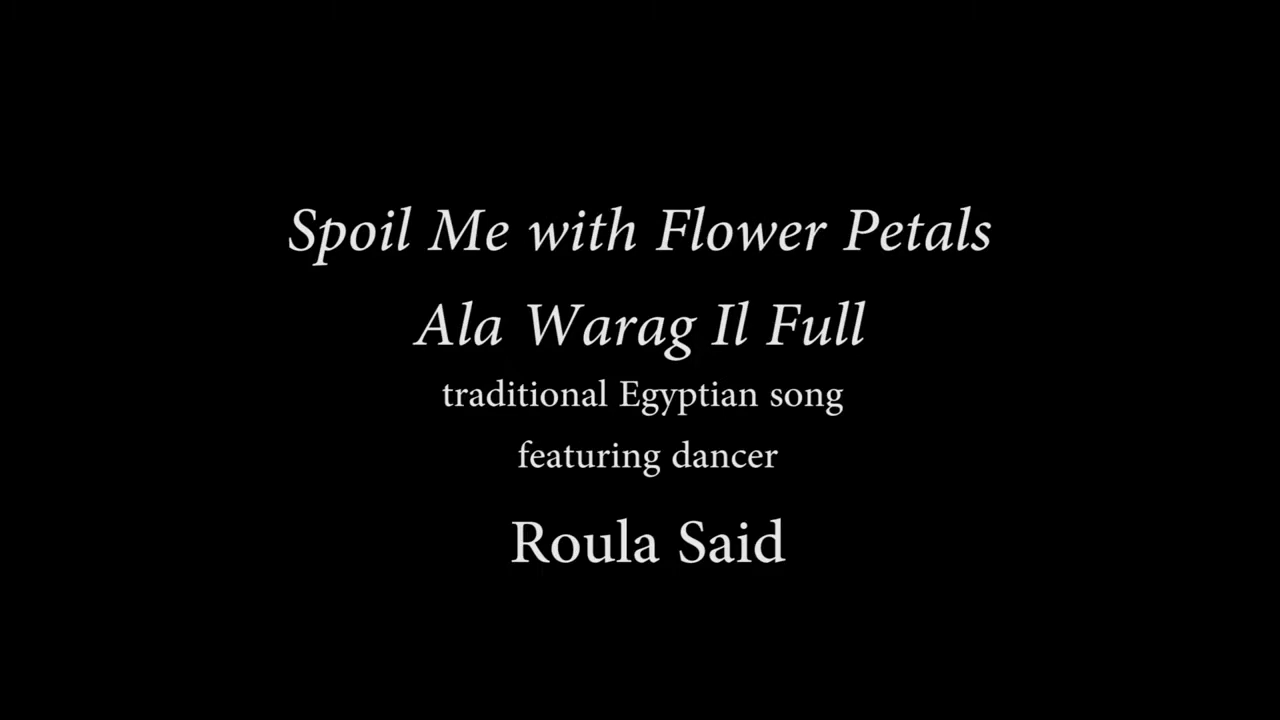 Spoil Me with Flower Petals
Ala Warag Il Full
traditional Egyptian song
featuring dancer
Roula Said